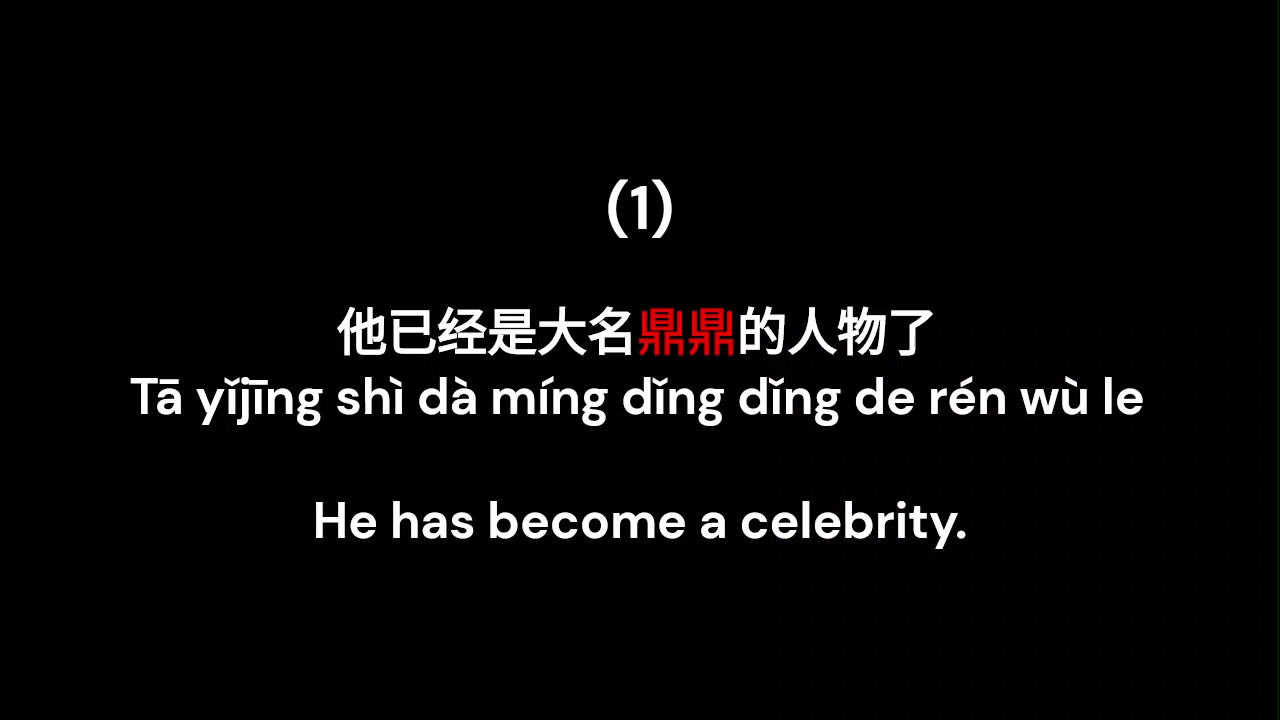 (1)
他已经是大名鼎鼎的人物了
Tā yǐjīng shì dà míng dǐng dǐng de rén wù le
He has become a celebrity.